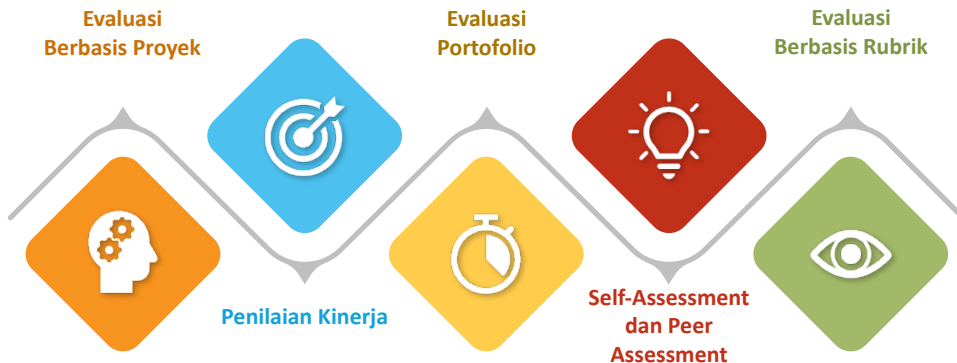 Evaluasi
Berbasis Proyek
Penilaian Kinerja
Evaluasi
Portofolio
Self-Assessment
dan Peer
Assessment
Evaluasi
Berbasis Rubrik